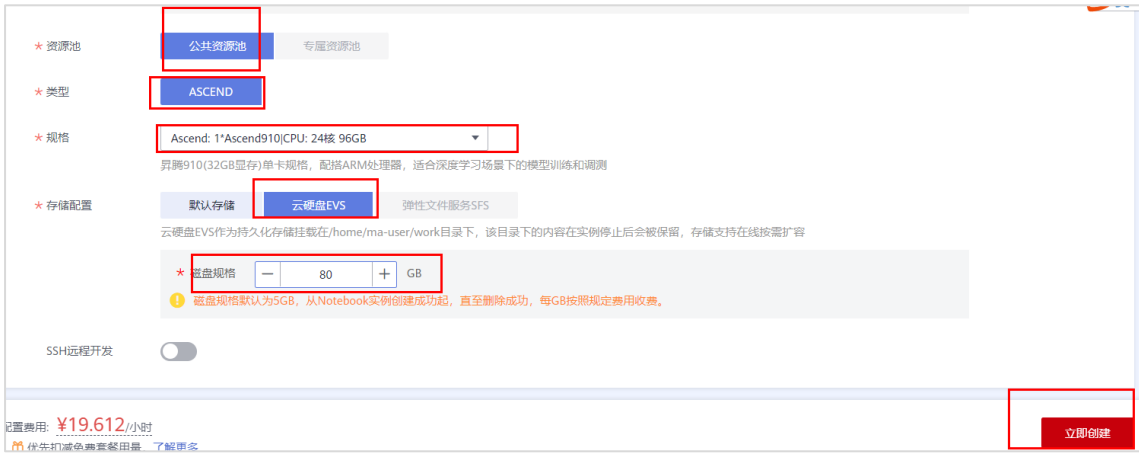 * 资源池 公共资源池 专属资源池
* 类型 ASCEND
* 规格 Ascend: 1*Ascend910|CPU: 24核 96GB
昇腾910(32GB显存)单卡规格，配搭ARM处理器，适合深度学习场景下的模型训练和调测
* 存储配置 默认存储 云硬盘EVS 弹性文件服务SFS
云硬盘EVS作为持久化存储挂载在/home/ma-user/work目录下，该目录下的内容在实例停止后会被保留，存储支持在线按需扩容
* 磁盘规格 — 80 + GB
磁盘规格默认为5GB，从Notebook实例创建成功起，直至删除成功，每GB按照规定费用收费。
SSH远程开发
配置费用: ¥19.612/小时
立即创建
优先扣减免费套餐用量，了解更多